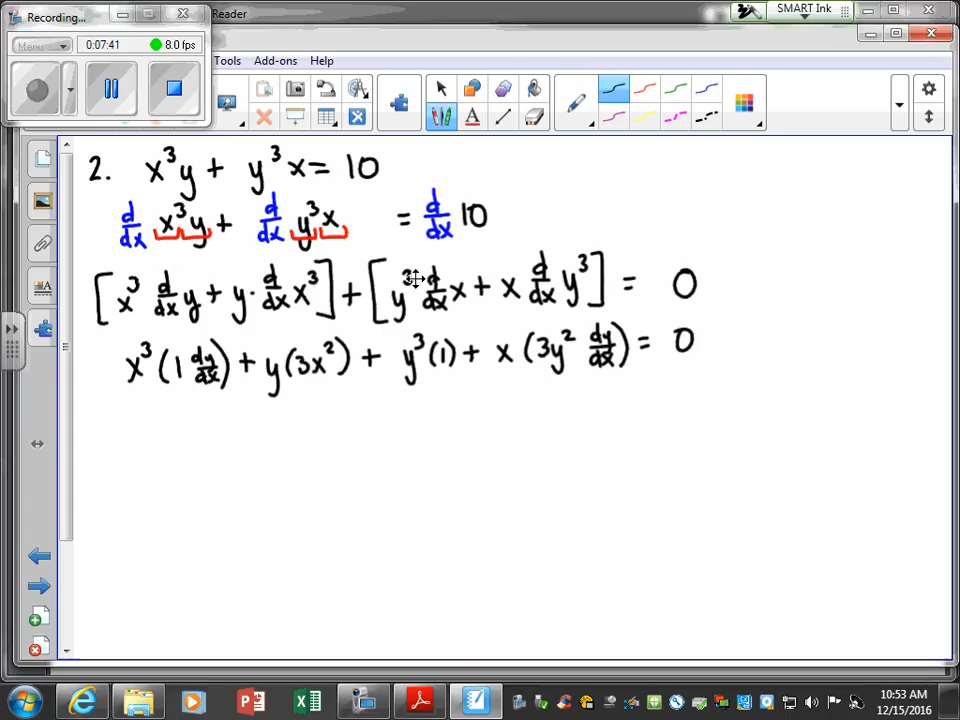 Recording...
Reader
SMART Ink
Menu
0:07:41
8.0 fps
Tools Add-ons Help
2. x³y + y³x = 10
d/dx x³y + d/dx y³x = d/dx 10
[x³ d/dx y + y · d/dx x³] + [y³ d/dx x + x d/dx y³] = 0
x³(1 dy/dx) + y(3x²) + y³(1) + x(3y² dy/dx) = 0
10:53 AM
12/15/2016